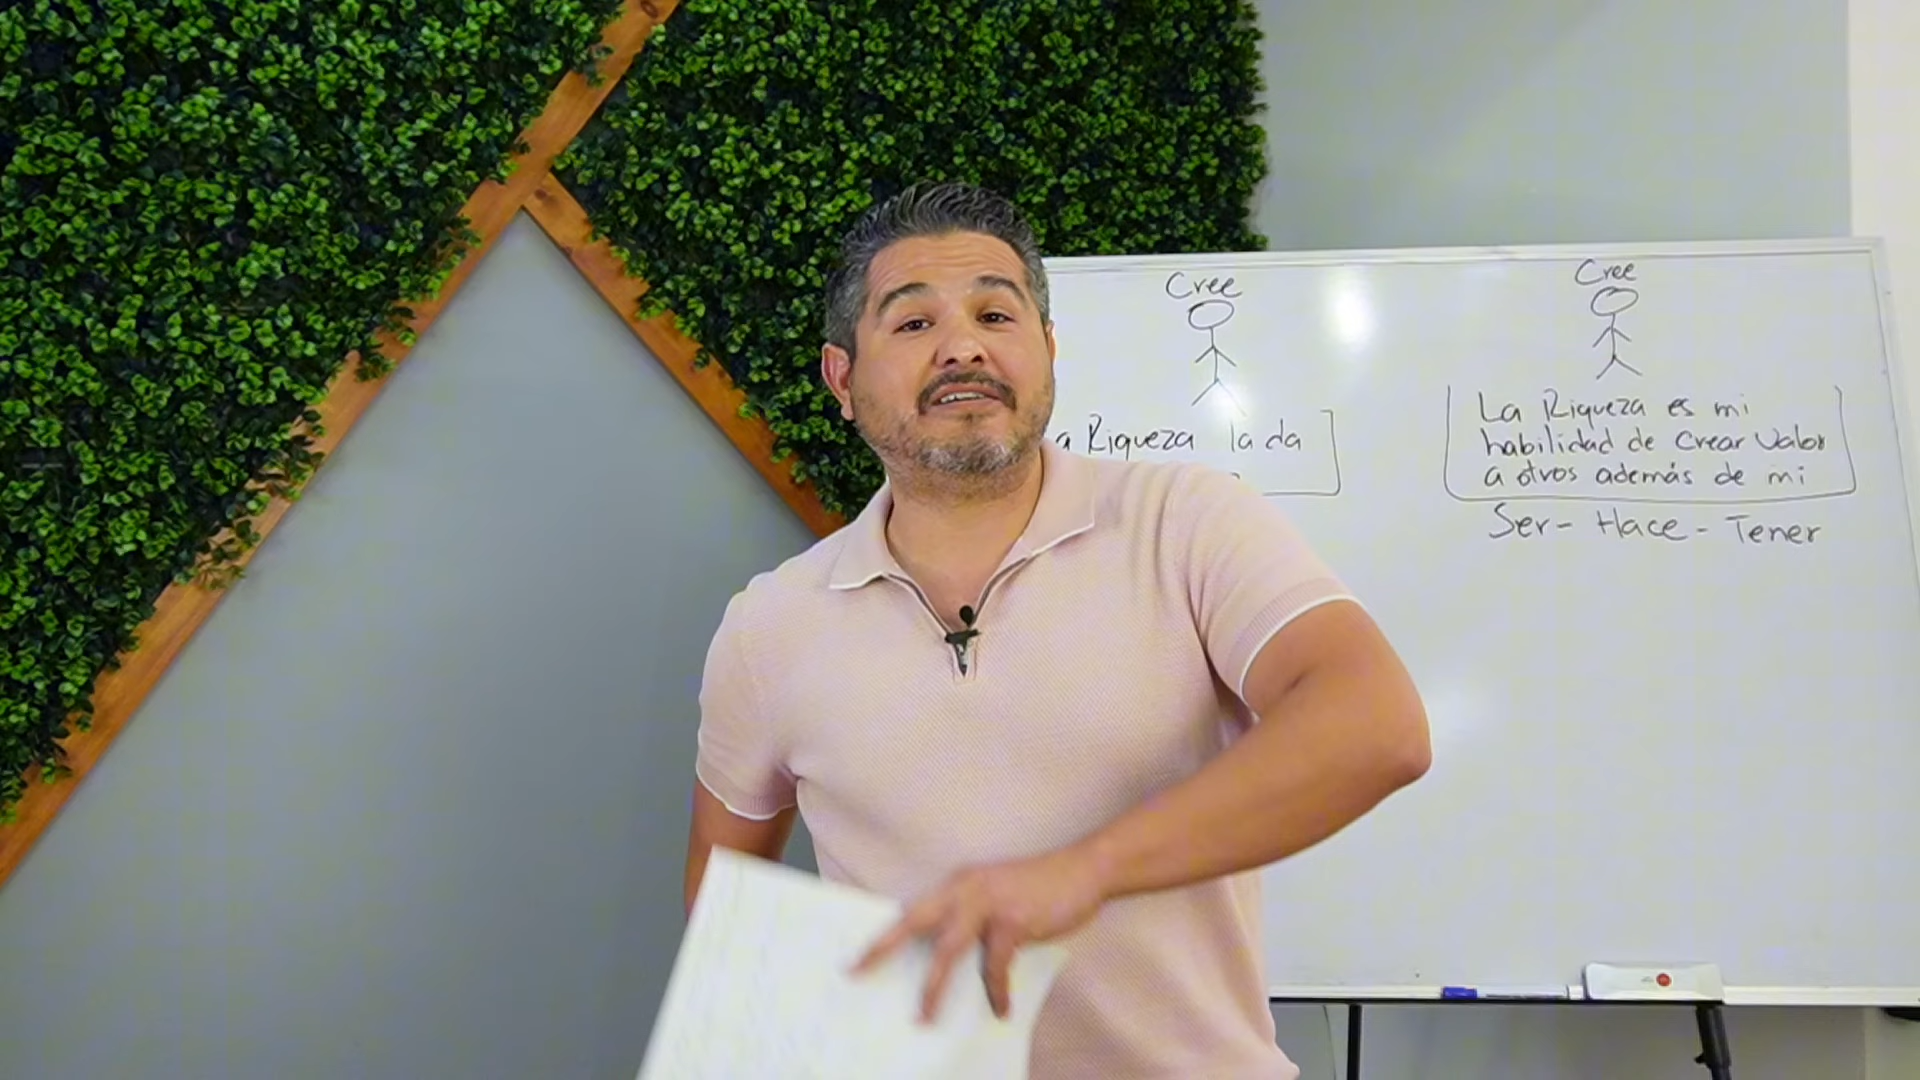 Cree
a Riqueza la da
Cree
La Riqueza es mi
habilidad de Crear Valor
a otros además de mi
Ser - Hace - Tener